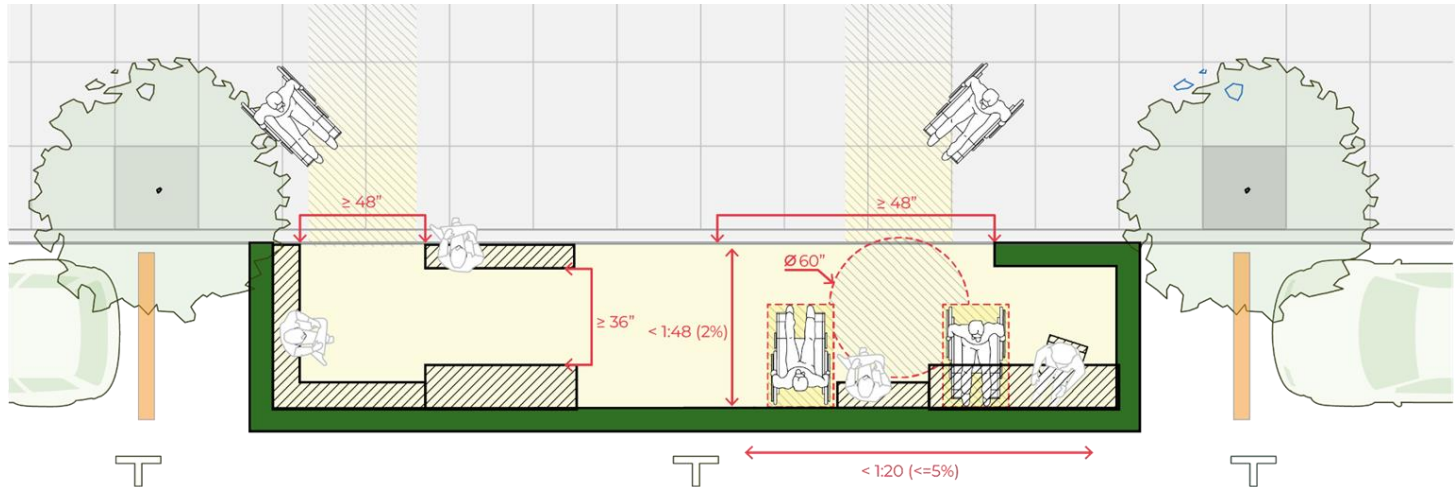 ≥ 48”
≥ 48”
Ø 60”
≥ 36”
< 1:48 (2%)
< 1:20 (<=5%)